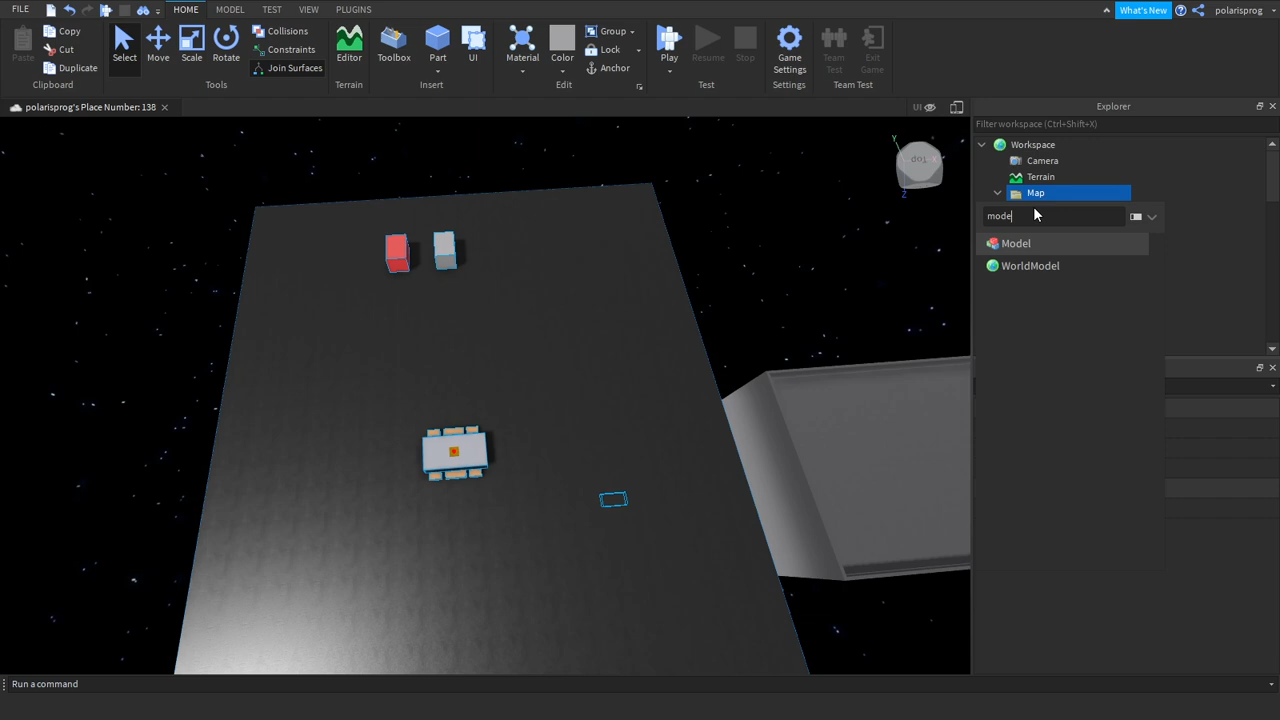 FILE HOME MODEL TEST VIEW PLUGINS What's New polarisprog
Paste Copy Cut Duplicate Select Move Scale Rotate Collisions Constraints Join Surfaces Editor Toolbox Part UI Material Color Group Lock Anchor Play Resume Stop Game Settings Team Test Exit Game
Clipboard Tools Terrain Insert Edit Test Settings Team Test
polarisprog's Place Number: 138 UI
Explorer
Filter workspace (Ctrl+Shift+X)
Workspace
Camera
Terrain
Map
mode
Model
WorldModel
Y
Top X
Z
Run a command